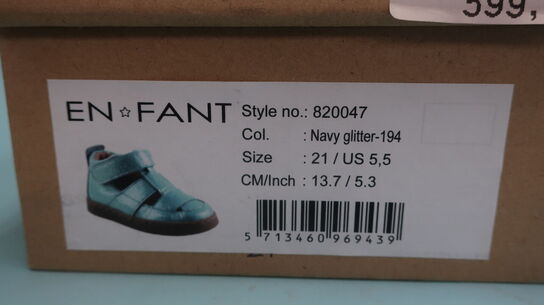 599,
EN☆FANT
Style no.: 820047
Col. : Navy glitter-194
Size : 21 / US 5,5
CM/Inch : 13.7 / 5.3
5 713460 969439